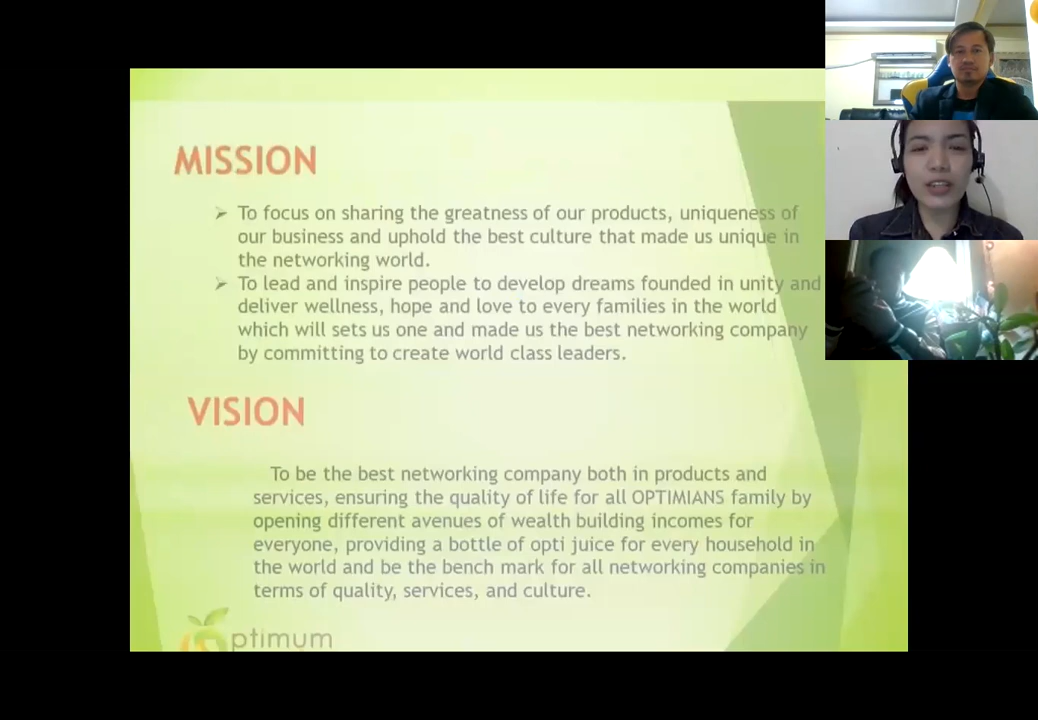 MISSION
➢ To focus on sharing the greatness of our products, uniqueness of
our business and uphold the best culture that made us unique in
the networking world.
➢ To lead and inspire people to develop dreams founded in unity and
deliver wellness, hope and love to every families in the world
which will sets us one and made us the best networking company
by committing to create world class leaders.
VISION
To be the best networking company both in products and
services, ensuring the quality of life for all OPTIMIANS family by
opening different avenues of wealth building incomes for
everyone, providing a bottle of opti juice for every household in
the world and be the bench mark for all networking companies in
terms of quality, services, and culture.
ptimum